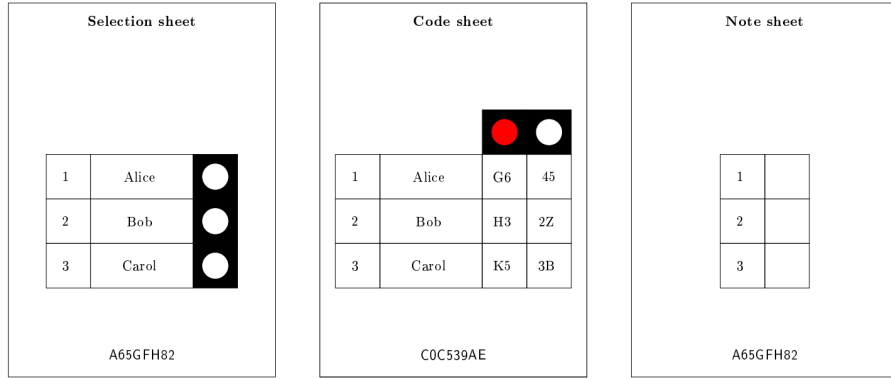 Selection sheet
1 Alice
2 Bob
3 Carol
A65GFH82
Code sheet
1 Alice G6 45
2 Bob H3 2Z
3 Carol K5 3B
C0C539AE
Note sheet
1
2
3
A65GFH82